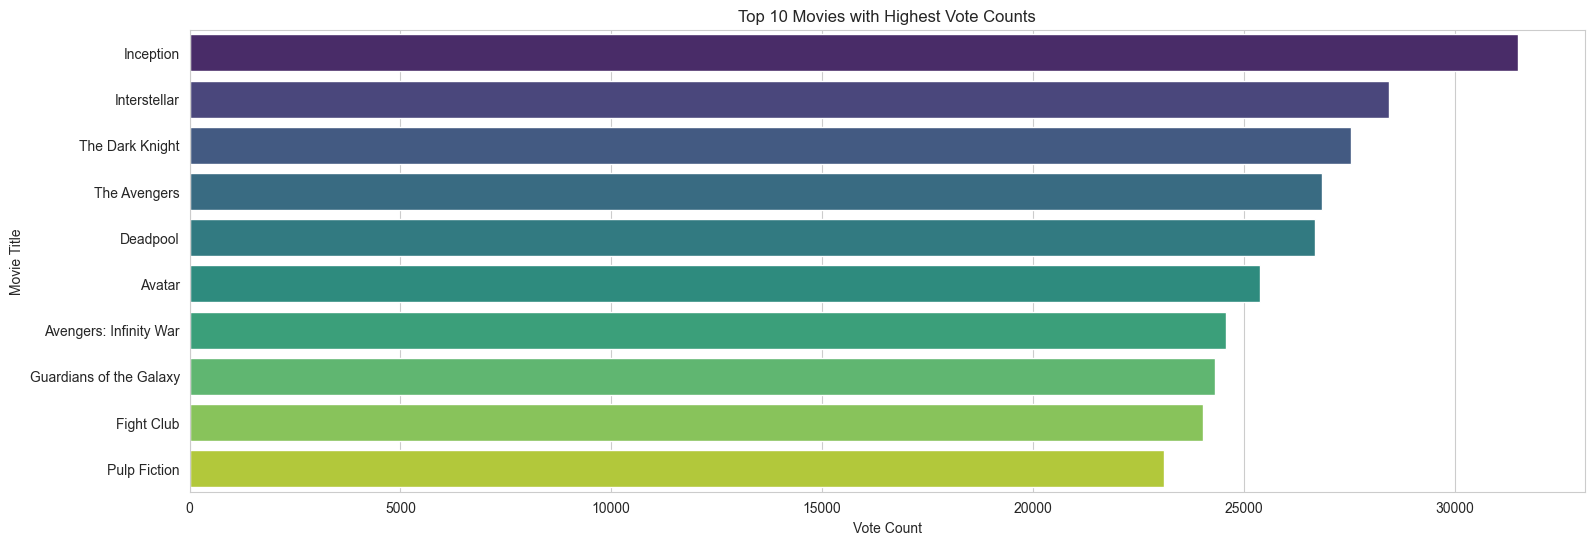 Top 10 Movies with Highest Vote Counts
Movie Title
Inception
Interstellar
The Dark Knight
The Avengers
Deadpool
Avatar
Avengers: Infinity War
Guardians of the Galaxy
Fight Club
Pulp Fiction
0 5000 10000 15000 20000 25000 30000
Vote Count